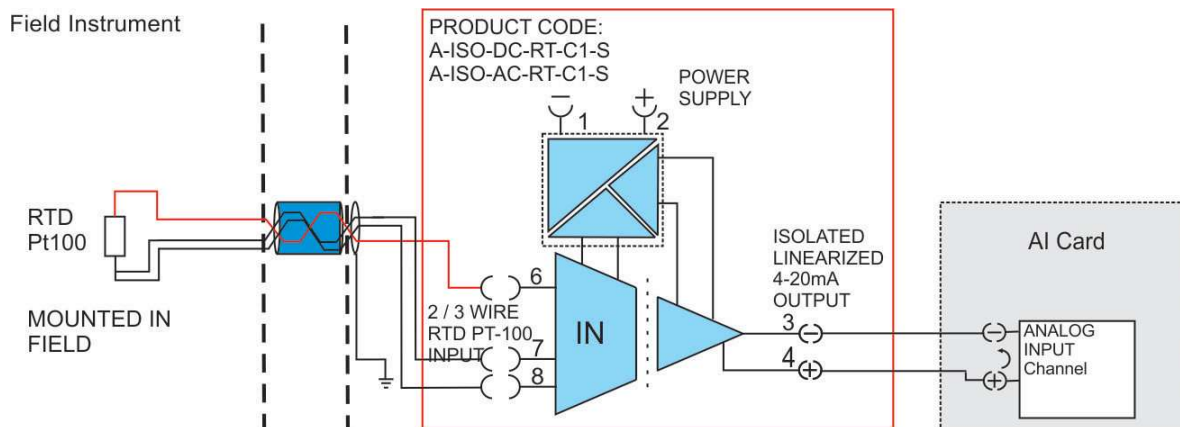 Field Instrument
PRODUCT CODE:
A-ISO-DC-RT-C1-S
A-ISO-AC-RT-C1-S
POWER
SUPPLY
− 1
+ 2
RTD
Pt100
MOUNTED IN
FIELD
6
2 / 3 WIRE
RTD PT-100
INPUT
7
8
IN
ISOLATED
LINEARIZED
4-20mA
OUTPUT
3 −
4 +
AI Card
− ANALOG
INPUT
+ Channel